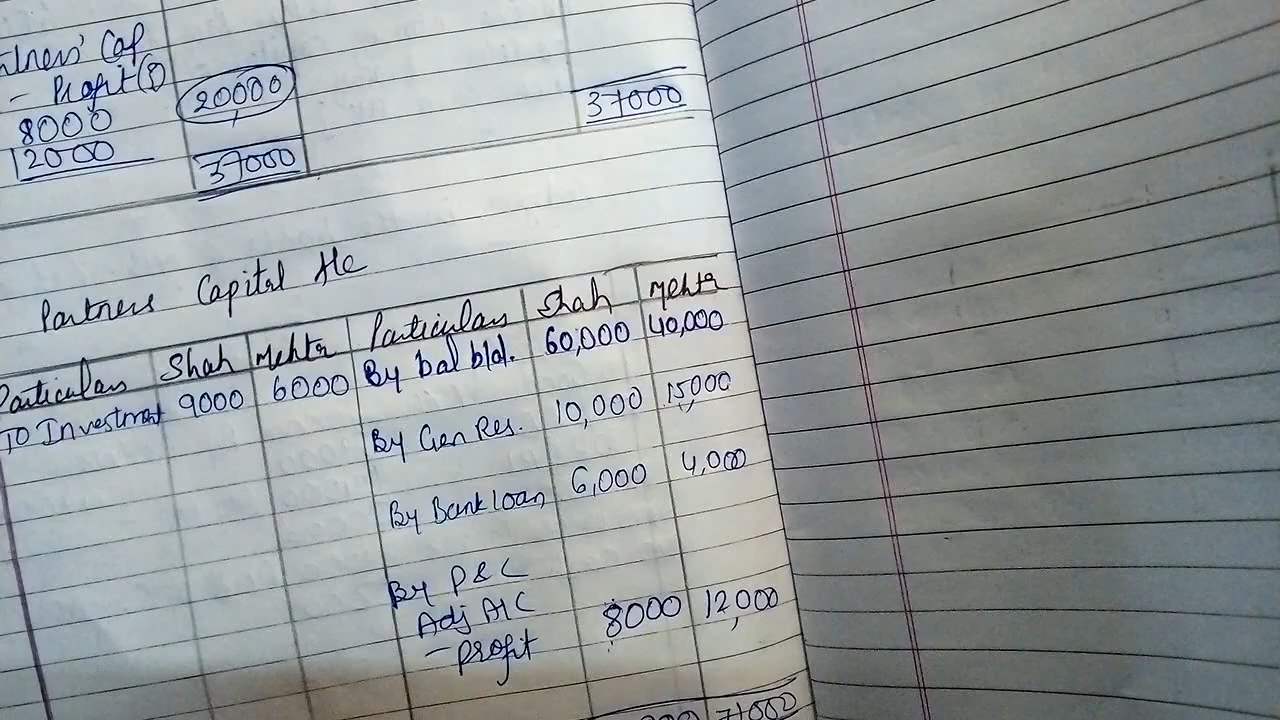 Cap
- Profit (8)
8000 20000 37000
12000 37000
Partners Capital A/c
Particulars Shah Mehta Particulars Shah Mehta
To Investment 9000 6000 By bal b/d. 60,000 40,000
By Gen Res. 10,000 15,000
By Bank loan 6,000 4,000
By P & L
Adj A/C
- Profit 8000 12,000
71000